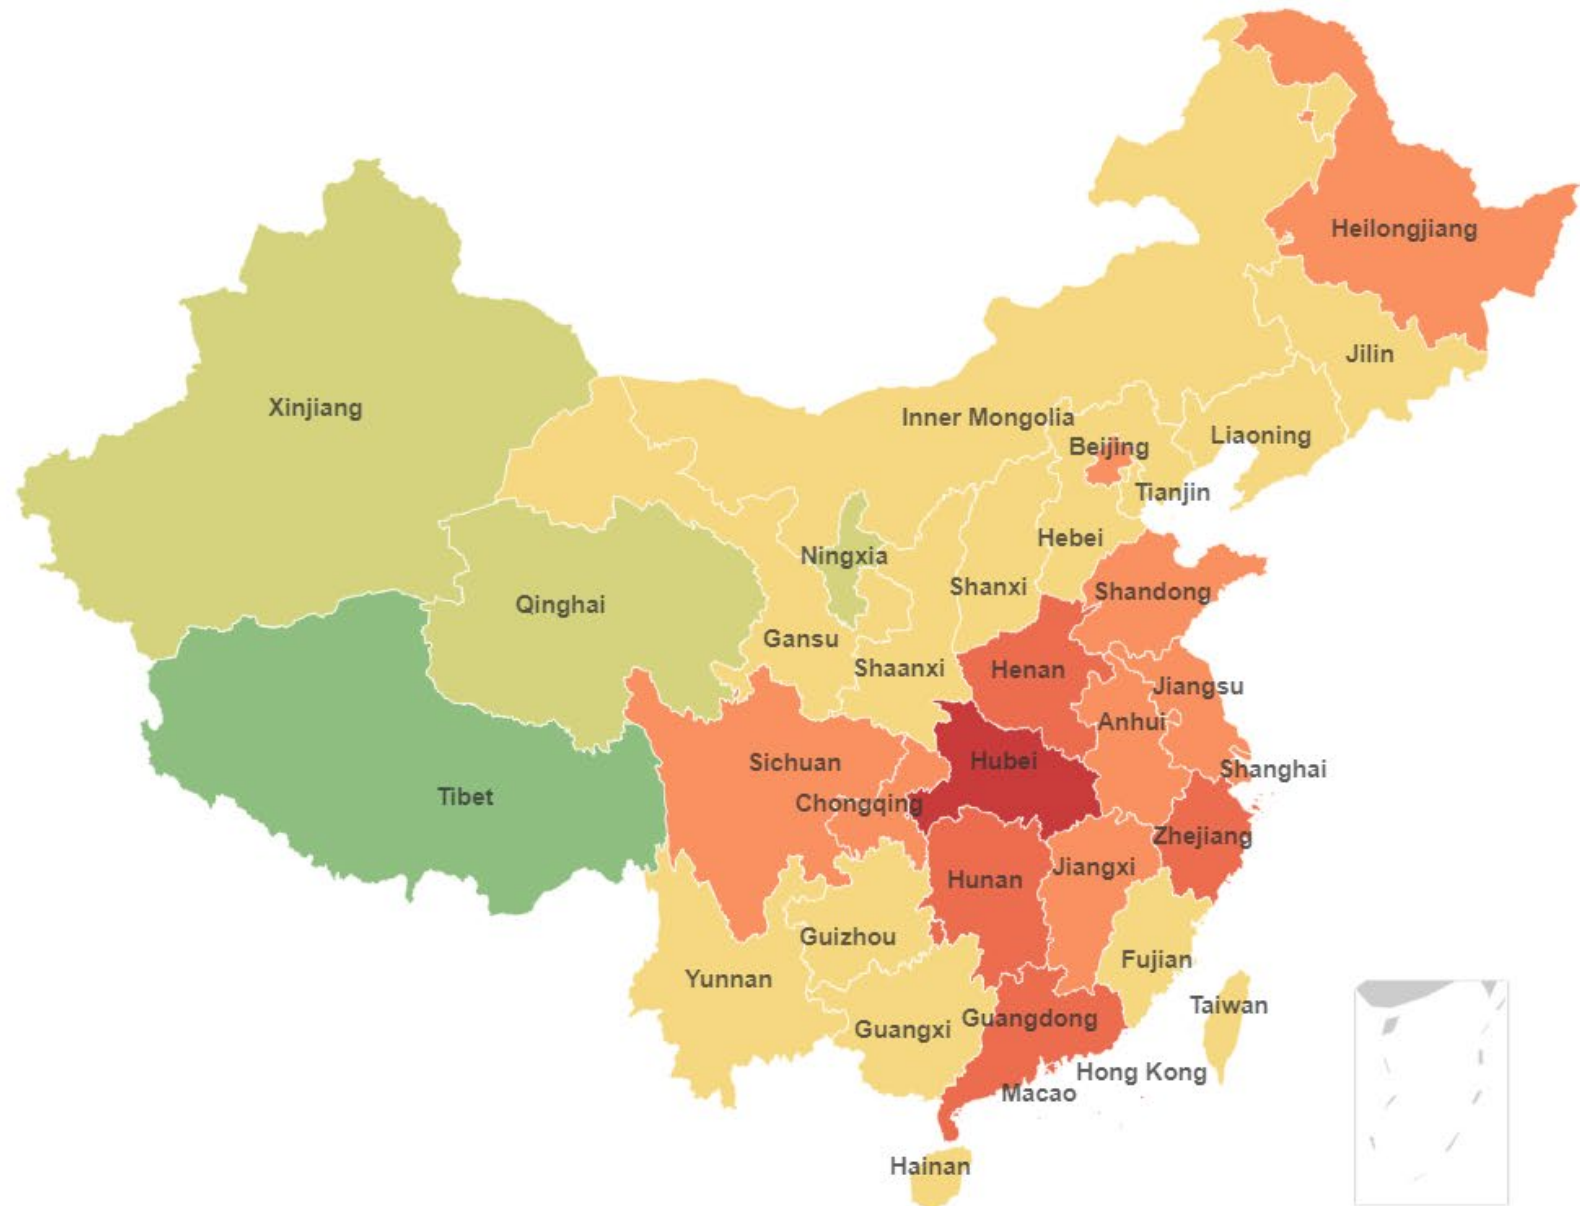 Heilongjiang
Jilin
Xinjiang
Inner Mongolia
Liaoning
Beijing
Tianjin
Hebei
Ningxia
Shanxi
Shandong
Qinghai
Gansu
Shaanxi
Henan
Jiangsu
Anhui
Hubei
Sichuan
Shanghai
Tibet
Chongqing
Zhejiang
Jiangxi
Hunan
Guizhou
Fujian
Yunnan
Taiwan
Guangdong
Guangxi
Hong Kong
Macao
Hainan